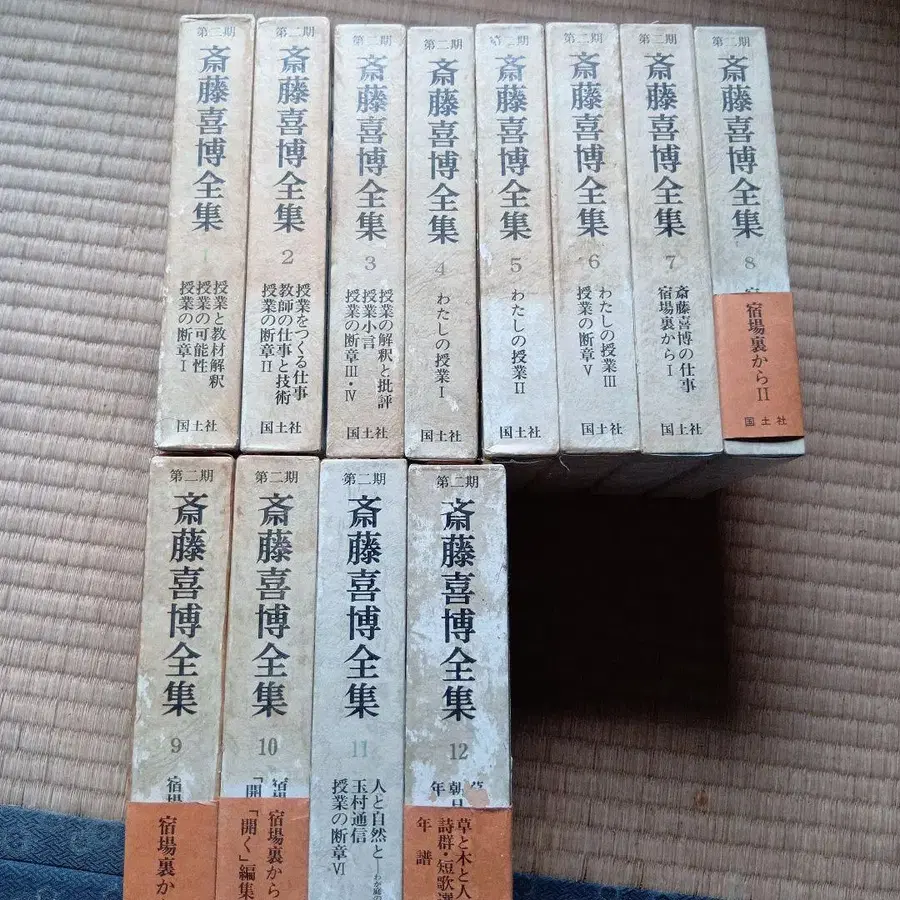 第二期
斎藤喜博全集
1
授業と教材解釈
授業の可能性
授業の断章I
国土社
第二期
斎藤喜博全集
2
授業をつくる仕事
教師の仕事と技術
授業の断章II
国土社
第二期
斎藤喜博全集
3
授業の解釈と批評
授業小言
授業の断章III・IV
国土社
第二期
斎藤喜博全集
4
わたしの授業I
国土社
第二期
斎藤喜博全集
5
わたしの授業II
国土社
第二期
斎藤喜博全集
6
わたしの授業III
授業の断章V
国土社
第二期
斎藤喜博全集
7
斎藤喜博の仕事
宿場裏からI
国土社
第二期
斎藤喜博全集
8
宿場裏からII
国土社
第二期
斎藤喜博全集
9
宿場
宿場裏か
第二期
斎藤喜博全集
10
宿場裏から
「開く」編集
第二期
斎藤喜博全集
11
人と自然と
玉村通信
授業の断章VI
第二期
斎藤喜博全集
12
草と木と人
詩群・短歌選
年譜